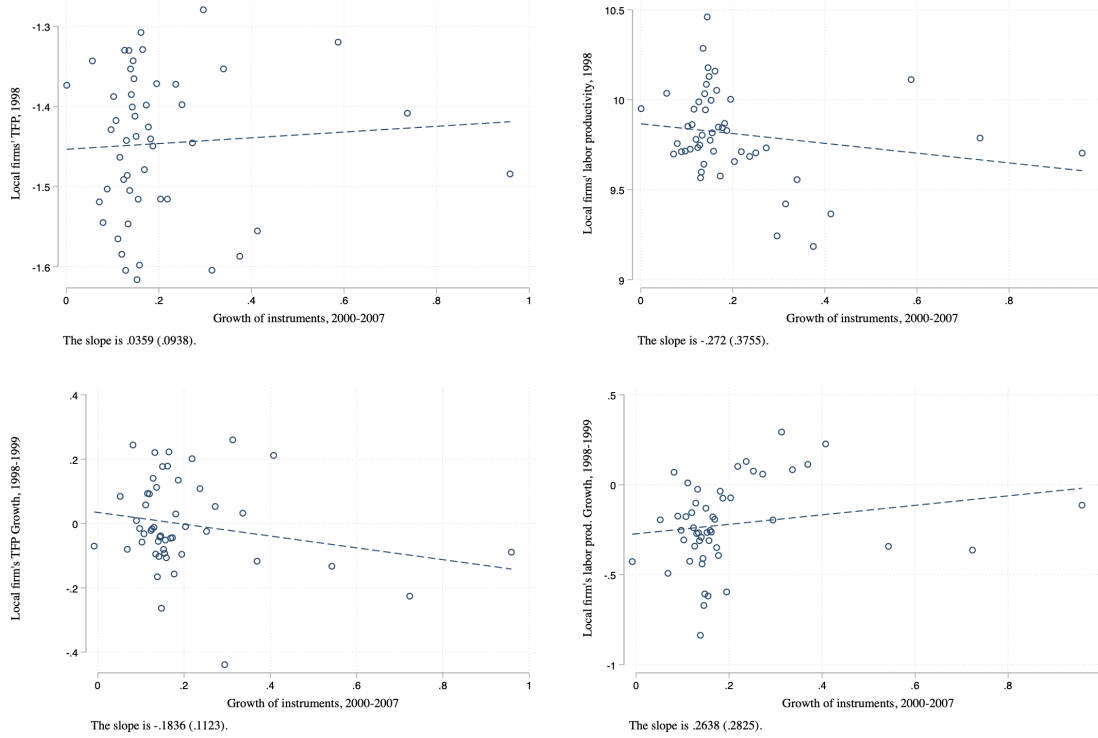 Local firms' TFP, 1998
-1.3
-1.4
-1.5
-1.6
0 .2 .4 .6 .8 1
Growth of instruments, 2000-2007
The slope is .0359 (.0938).
Local firms' labor productivity, 1998
10.5
10
9.5
9
0 .2 .4 .6 .8
Growth of instruments, 2000-2007
The slope is -.272 (.3755).
Local firm's TFP Growth, 1998-1999
.4
.2
0
-.2
-.4
0 .2 .4 .6 .8 1
Growth of instruments, 2000-2007
The slope is -.1836 (.1123).
Local firm's labor prod. Growth, 1998-1999
.5
0
-.5
-1
0 .2 .4 .6 .8
Growth of instruments, 2000-2007
The slope is .2638 (.2825).